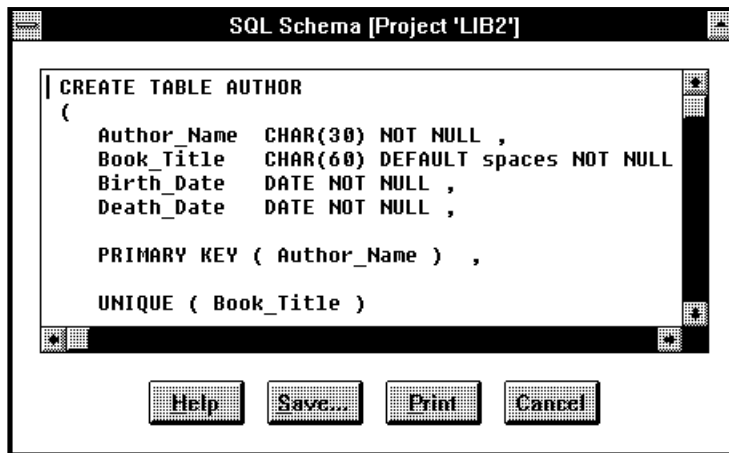 SQL Schema [Project 'LIB2']
CREATE TABLE AUTHOR
(
Author_Name CHAR(30) NOT NULL ,
Book_Title CHAR(60) DEFAULT spaces NOT NULL
Birth_Date DATE NOT NULL ,
Death_Date DATE NOT NULL ,
PRIMARY KEY ( Author_Name ) ,
UNIQUE ( Book_Title )
Help Save... Print Cancel